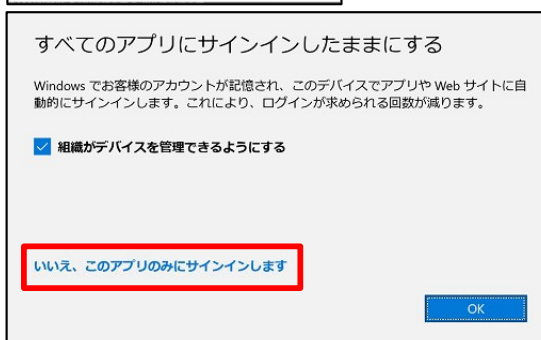 すべてのアプリにサインインしたままにする
Windows でお客様のアカウントが記憶され、このデバイスでアプリや Web サイトに自
動的にサインインします。これにより、ログインが求められる回数が減ります。
組織がデバイスを管理できるようにする
いいえ、このアプリのみにサインインします
OK